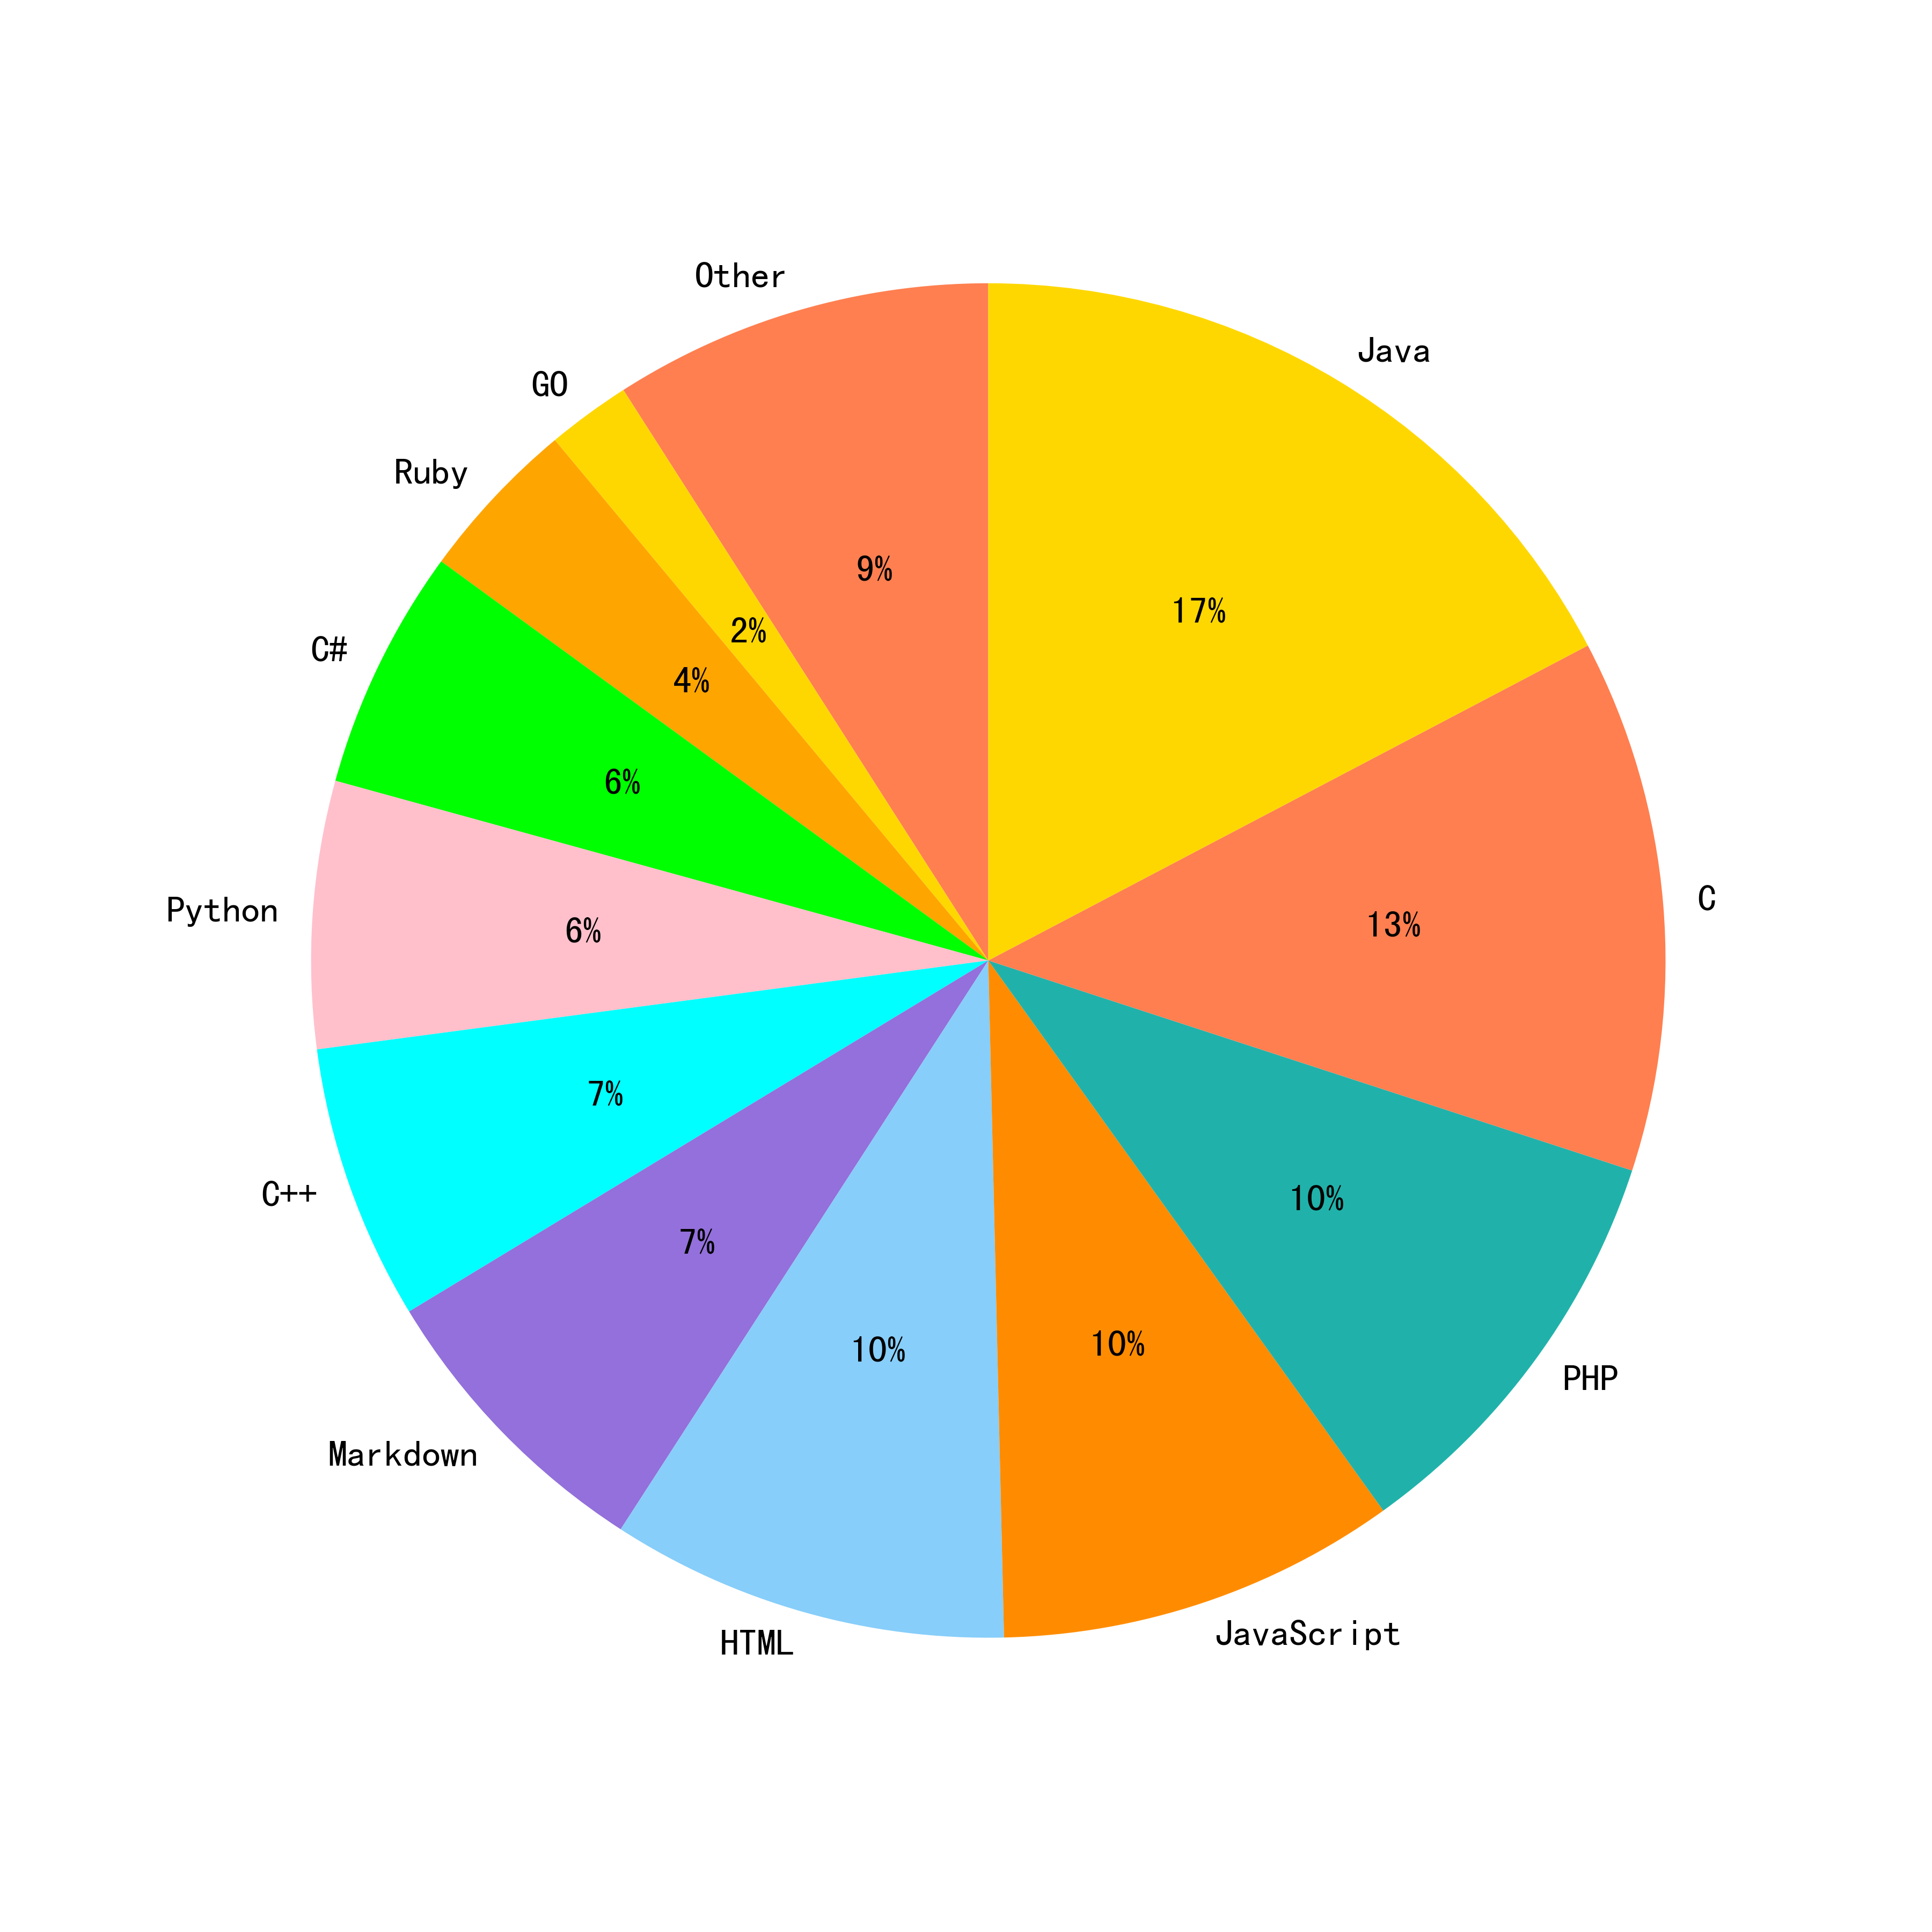 Other
Java
GO
Ruby
9%
17%
2%
C#
4%
6%
C
Python
13%
6%
7%
C++
10%
7%
10%
10%
PHP
Markdown
JavaScript
HTML